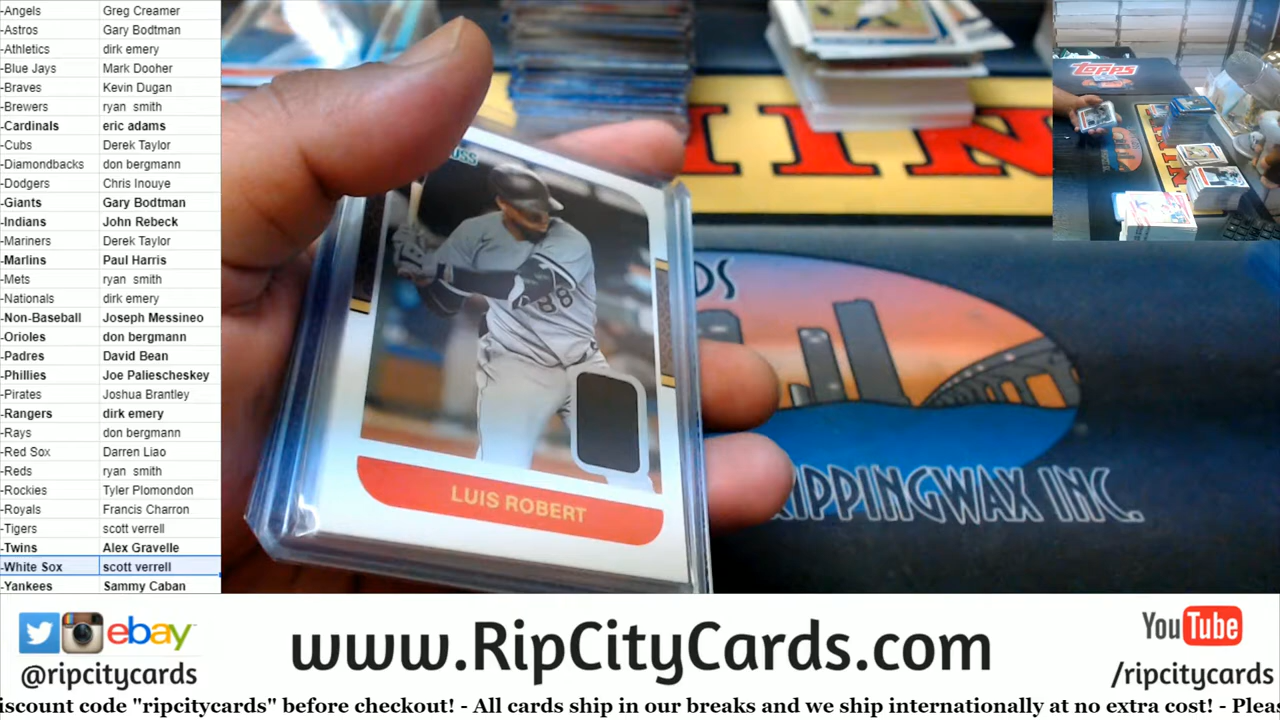 -Angels Greg Creamer
-Astros Gary Bodtman
-Athletics dirk emery
-Blue Jays Mark Dooher
-Braves Kevin Dugan
-Brewers ryan smith
-Cardinals eric adams
-Cubs Derek Taylor
-Diamondbacks don bergmann
-Dodgers Chris Inouye
-Giants Gary Bodtman
-Indians John Rebeck
-Mariners Derek Taylor
-Marlins Paul Harris
-Mets ryan smith
-Nationals dirk emery
-Non-Baseball Joseph Messineo
-Orioles don bergmann
-Padres David Bean
-Phillies Joe Paliescheskey
-Pirates Joshua Brantley
-Rangers dirk emery
-Rays don bergmann
-Red Sox Darren Liao
-Reds ryan smith
-Rockies Tyler Plomondon
-Royals Francis Charron
-Tigers scott verrell
-Twins Alex Gravelle
-White Sox scott verrell
-Yankees Sammy Caban
Topps
88
LUIS ROBERT
RIPPINGWAX INC.
ebay
@ripcitycards
www.RipCityCards.com
YouTube
/ripcitycards
discount code "ripcitycards" before checkout! - All cards ship in our breaks and we ship internationally at no extra cost! -